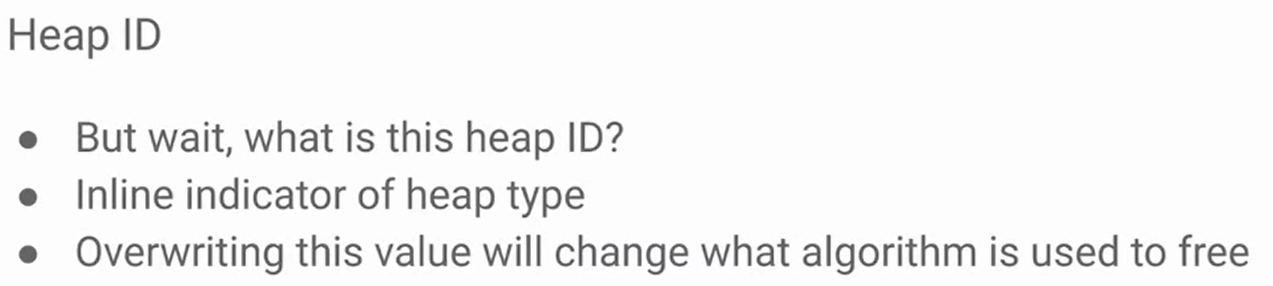 Heap ID
● But wait, what is this heap ID?
● Inline indicator of heap type
● Overwriting this value will change what algorithm is used to free